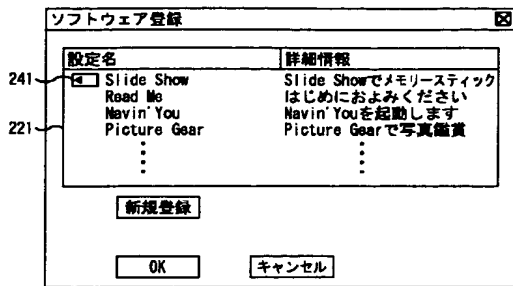 ソフトウェア登録
設定名 詳細情報
241 Slide Show Slide Showでメモリースティック
Read Me はじめにおよみください
Navin'You Navin'Youを起動します
221 Picture Gear Picture Gearで写真鑑賞
新規登録
OK キャンセル